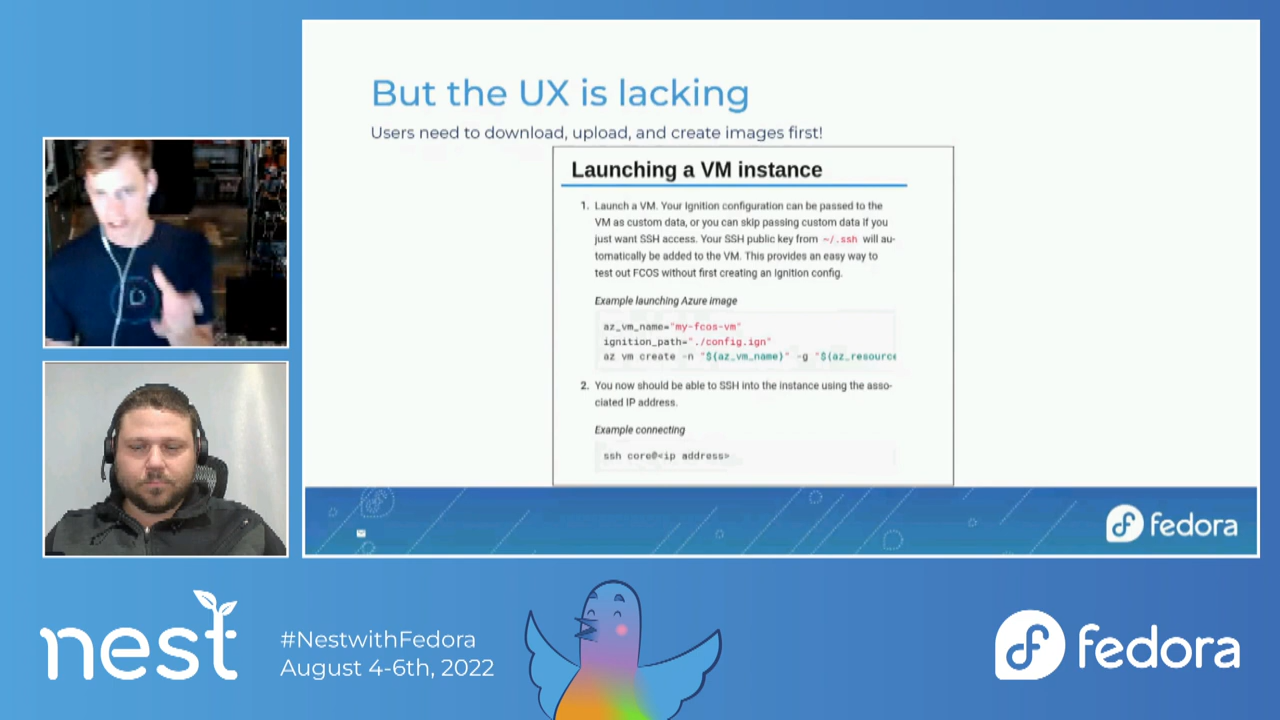 But the UX is lacking
Users need to download, upload, and create images first!
Launching a VM instance
1. Launch a VM. Your Ignition configuration can be passed to the
VM as custom data, or you can skip passing custom data if you
just want SSH access. Your SSH public key from ~/.ssh will au-
tomatically be added to the VM. This provides an easy way to
test out FCOS without first creating an Ignition config.
Example launching Azure image
az_vm_name="my-fcos-vm"
ignition_path="./config.ign"
az vm create -n "${az_vm_name}" -g "${az_resource
2. You now should be able to SSH into the instance using the asso-
ciated IP address.
Example connecting
ssh core@<ip address>
fedora
nest
#NestwithFedora
August 4-6th, 2022
fedora